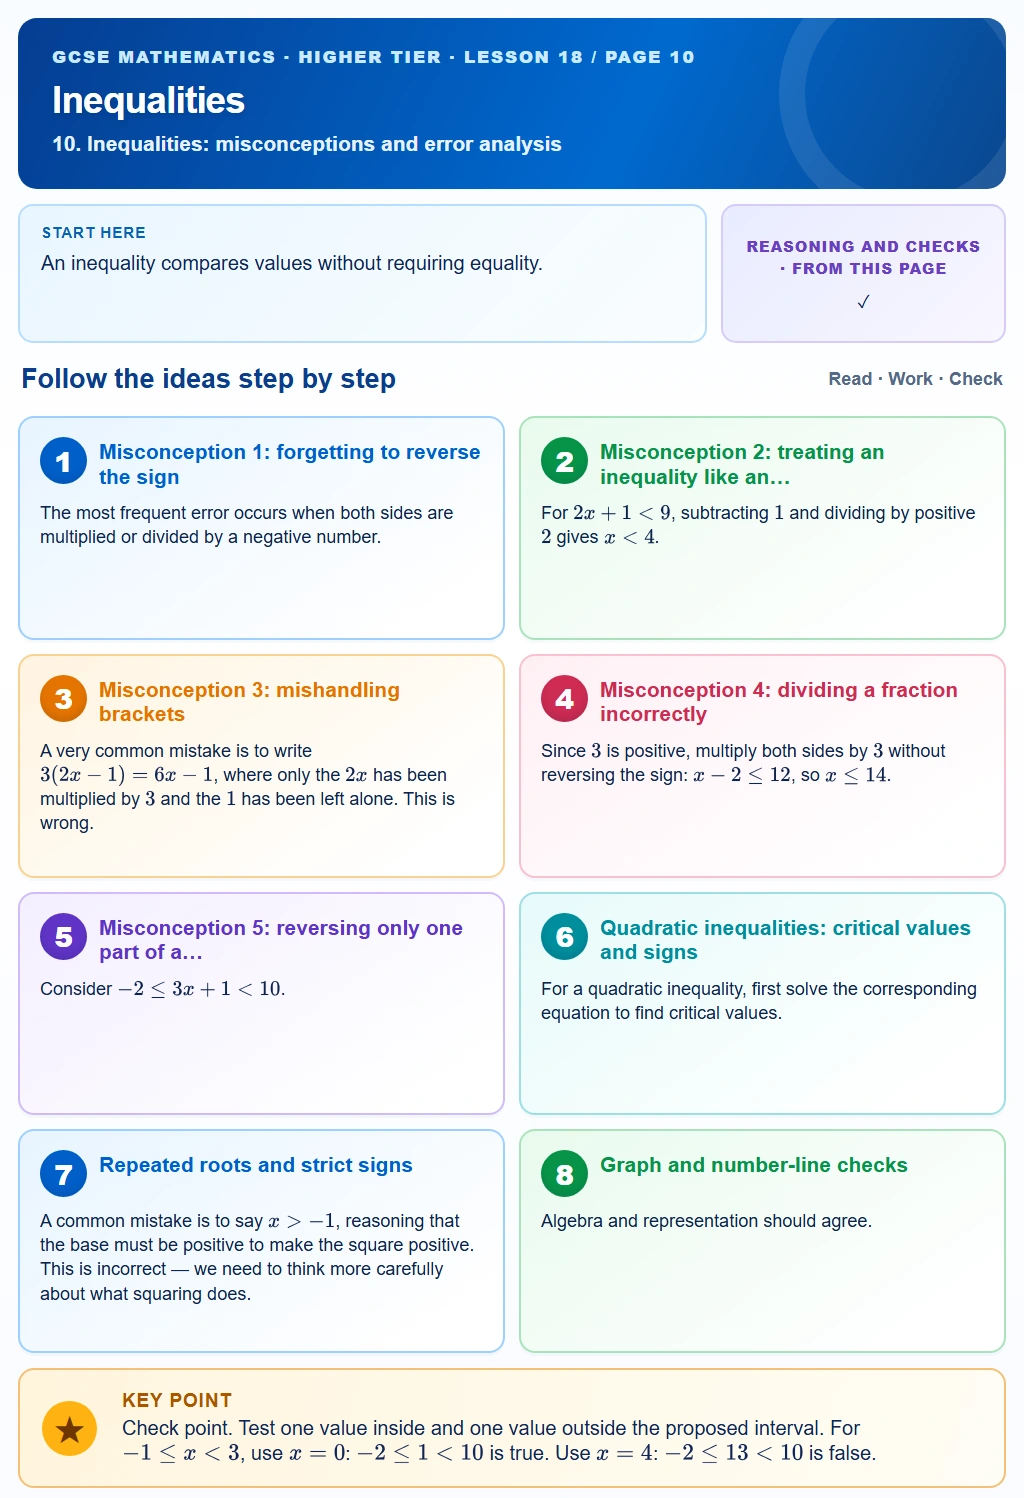 GCSE MATHEMATICS · HIGHER TIER · LESSON 18 / PAGE 10
Inequalities
10. Inequalities: misconceptions and error analysis
START HERE
An inequality compares values without requiring equality.
REASONING AND CHECKS
· FROM THIS PAGE
✓
Follow the ideas step by step
Read · Work · Check
1
Misconception 1: forgetting to reverse
the sign
The most frequent error occurs when both sides are
multiplied or divided by a negative number.
2
Misconception 2: treating an
inequality like an…
For 2x + 1 < 9, subtracting 1 and dividing by positive
2 gives x < 4.
3
Misconception 3: mishandling
brackets
A very common mistake is to write
3(2x − 1) = 6x − 1, where only the 2x has been
multiplied by 3 and the 1 has been left alone. This is
wrong.
4
Misconception 4: dividing a fraction
incorrectly
Since 3 is positive, multiply both sides by 3 without
reversing the sign: x − 2 ≤ 12, so x ≤ 14.
5
Misconception 5: reversing only one
part of a…
Consider −2 ≤ 3x + 1 < 10.
6
Quadratic inequalities: critical values
and signs
For a quadratic inequality, first solve the corresponding
equation to find critical values.
7
Repeated roots and strict signs
A common mistake is to say x > −1, reasoning that
the base must be positive to make the square positive.
This is incorrect — we need to think more carefully
about what squaring does.
8
Graph and number-line checks
Algebra and representation should agree.
★
KEY POINT
Check point. Test one value inside and one value outside the proposed interval. For
−1 ≤ x < 3, use x = 0: −2 ≤ 1 < 10 is true. Use x = 4: −2 ≤ 13 < 10 is false.